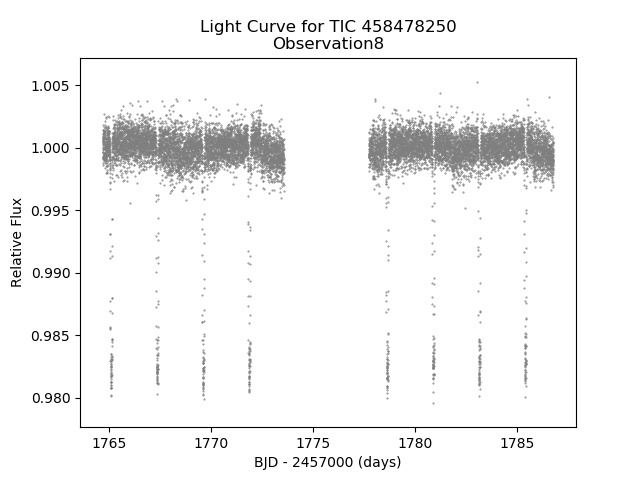 Light Curve for TIC 458478250
Observation8
1.005
1.000
0.995
0.990
0.985
0.980
Relative Flux
1765
1770
1775
1780
1785
BJD - 2457000 (days)